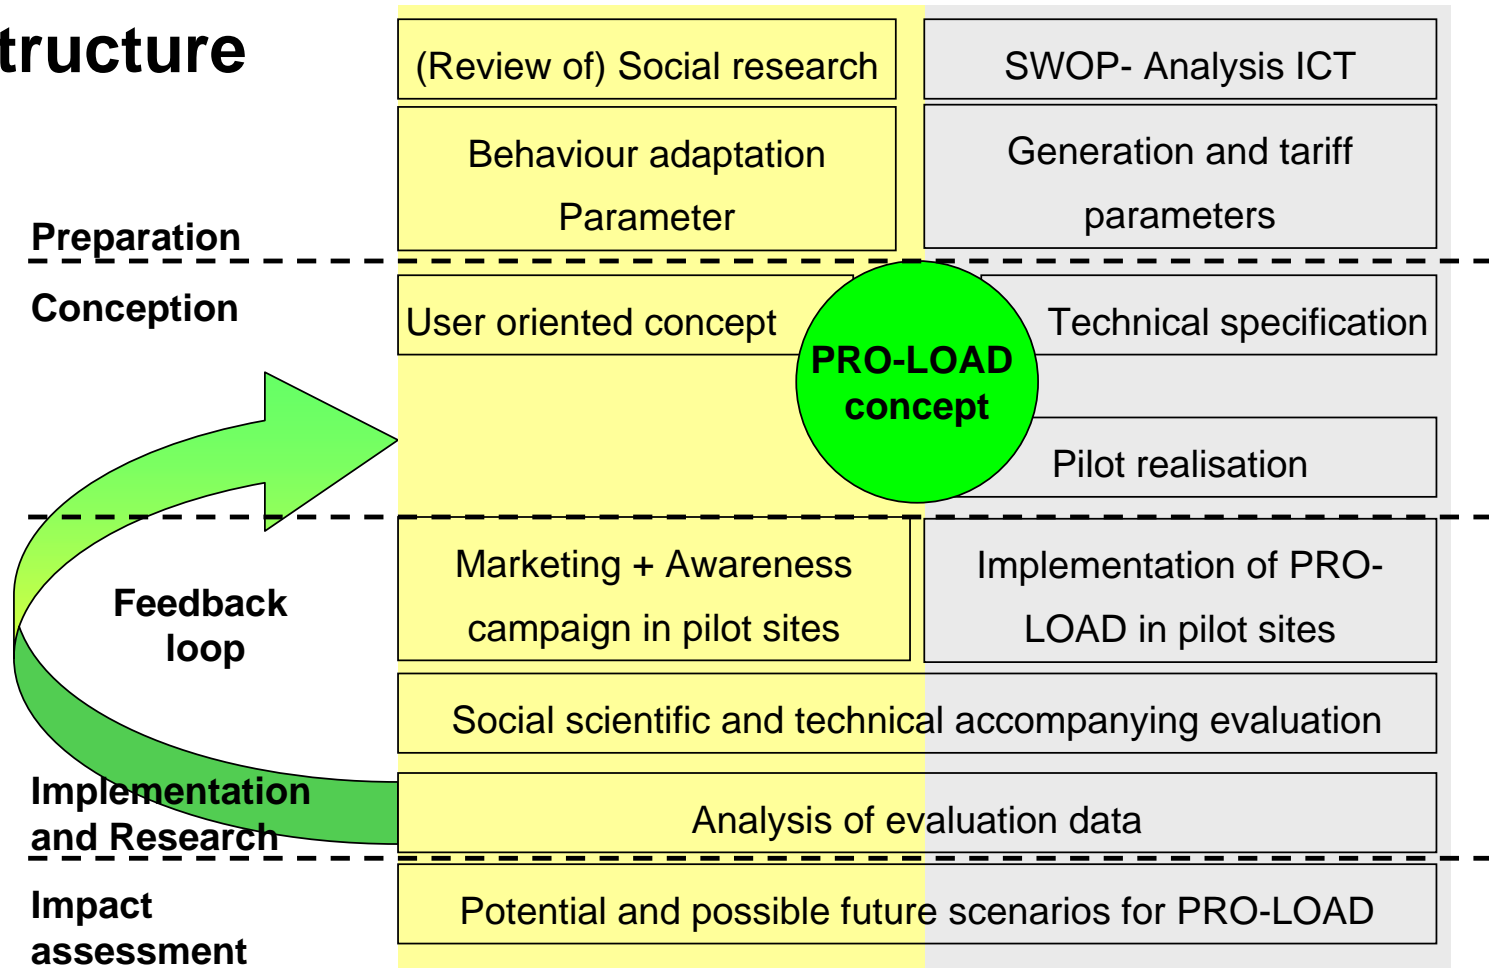 tructure
(Review of) Social research
SWOP- Analysis ICT
Behaviour adaptation
Parameter
Generation and tariff
parameters
Preparation
Conception
User oriented concept
Technical specification
PRO-LOAD
concept
Pilot realisation
Feedback
loop
Marketing + Awareness
campaign in pilot sites
Implementation of PRO-
LOAD in pilot sites
Social scientific and technical accompanying evaluation
Implementation
and Research
Analysis of evaluation data
Impact
assessment
Potential and possible future scenarios for PRO-LOAD